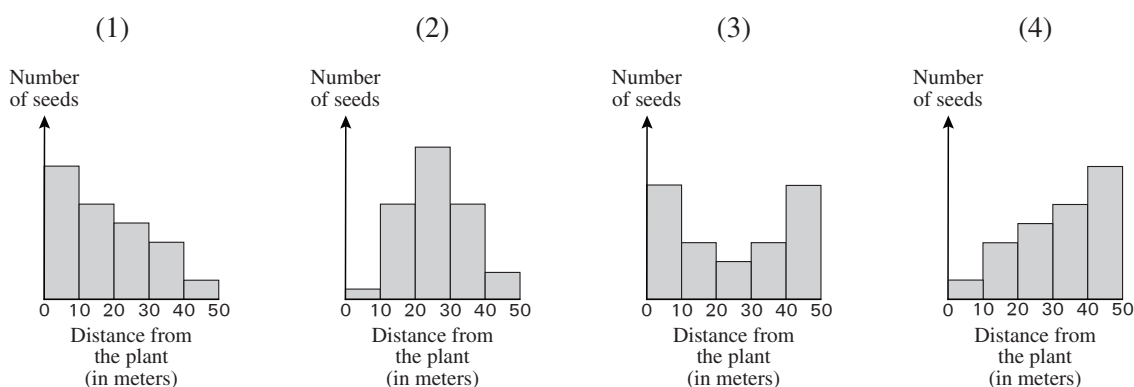 (1)
(2)
(3)
(4)
Number
of seeds
Number
of seeds
Number
of seeds
Number
of seeds
0 10 20 30 40 50
0 10 20 30 40 50
0 10 20 30 40 50
0 10 20 30 40 50
Distance from
the plant
(in meters)
Distance from
the plant
(in meters)
Distance from
the plant
(in meters)
Distance from
the plant
(in meters)